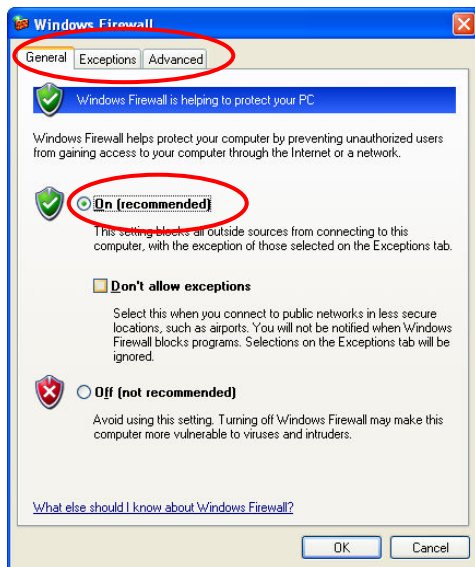 Windows Firewall
General Exceptions Advanced
Windows Firewall is helping to protect your PC
Windows Firewall helps protect your computer by preventing unauthorized users
from gaining access to your computer through the Internet or a network.
On (recommended)
This setting blocks all outside sources from connecting to this
computer, with the exception of those selected on the Exceptions tab.
Don't allow exceptions
Select this when you connect to public networks in less secure
locations, such as airports. You will not be notified when Windows
Firewall blocks programs. Selections on the Exceptions tab will be
ignored.
Off (not recommended)
Avoid using this setting. Turning off Windows Firewall may make this
computer more vulnerable to viruses and intruders.
What else should I know about Windows Firewall?
OK Cancel